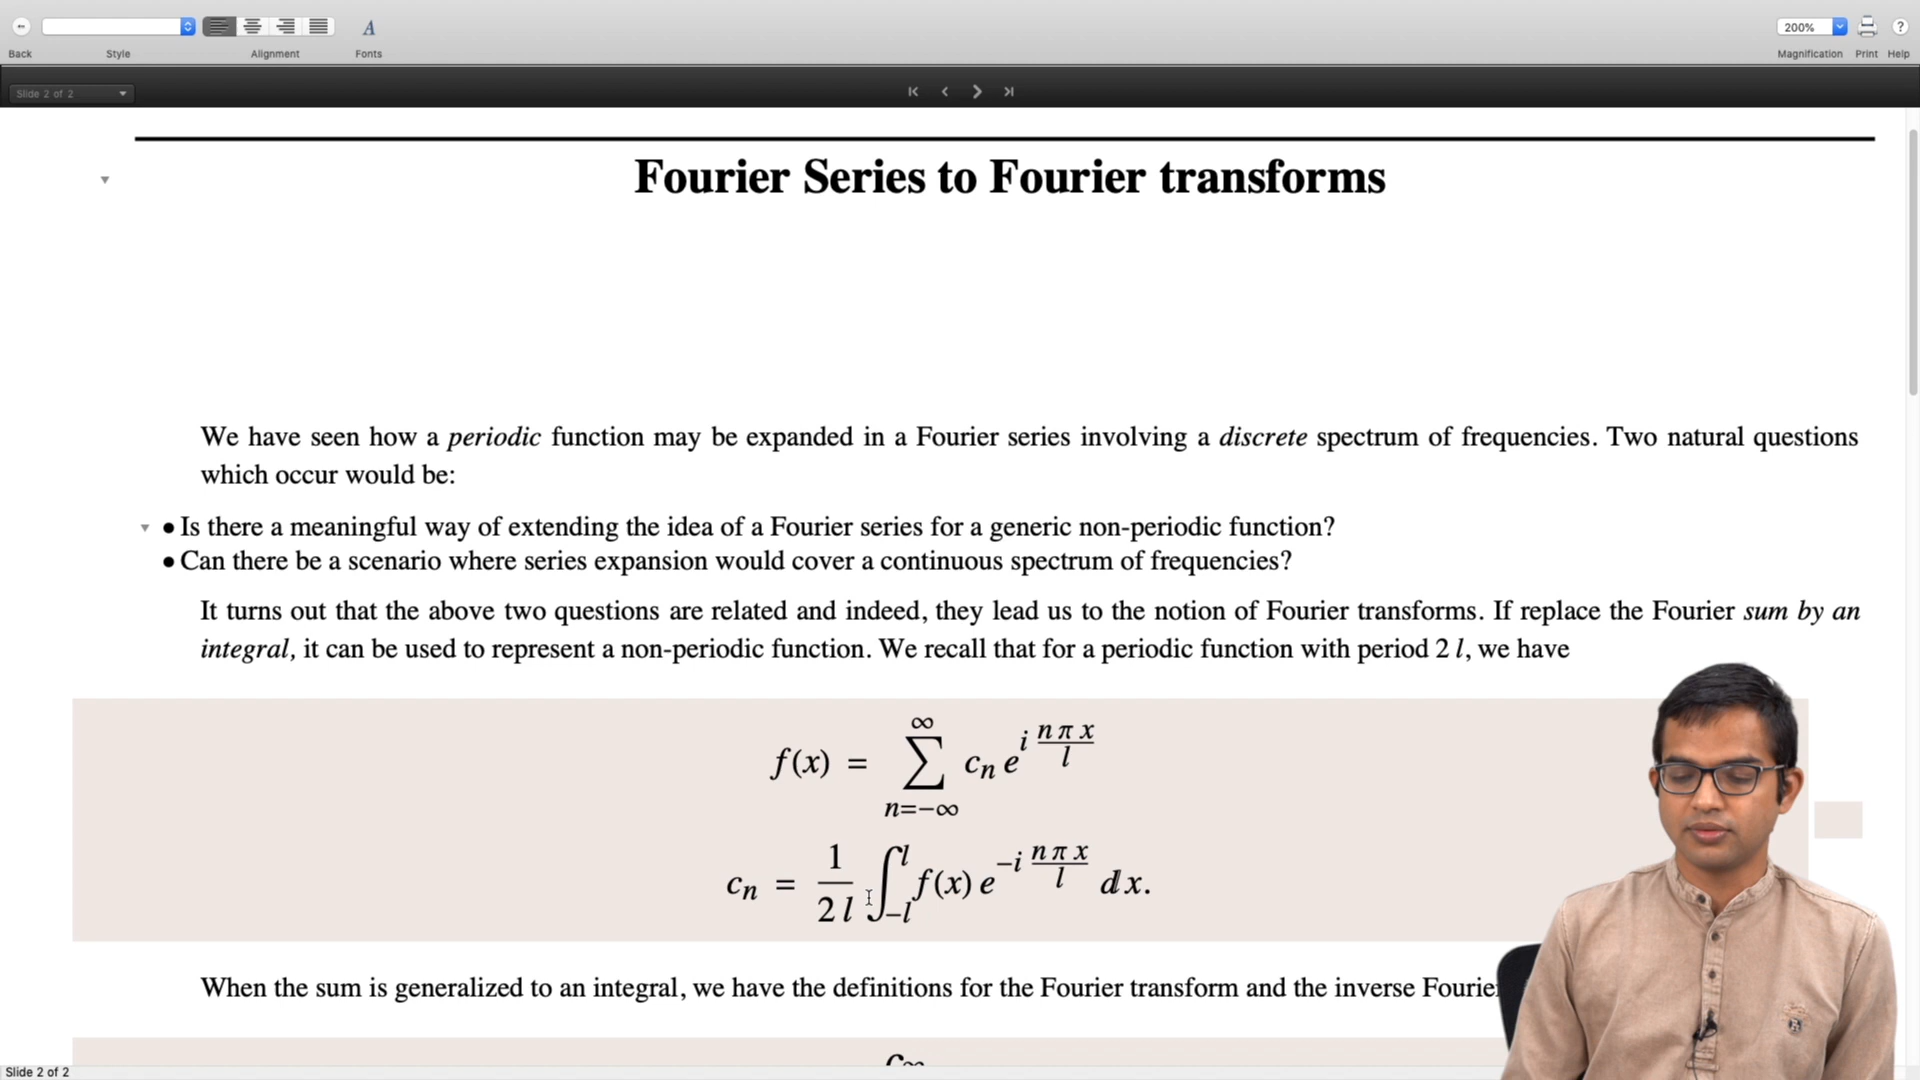 200%
Back Style Alignment Fonts Magnification Print Help
Slide 2 of 2
Fourier Series to Fourier transforms
We have seen how a periodic function may be expanded in a Fourier series involving a discrete spectrum of frequencies. Two natural questions
which occur would be:
• Is there a meaningful way of extending the idea of a Fourier series for a generic non-periodic function?
• Can there be a scenario where series expansion would cover a continuous spectrum of frequencies?
It turns out that the above two questions are related and indeed, they lead us to the notion of Fourier transforms. If replace the Fourier sum by an
integral, it can be used to represent a non-periodic function. We recall that for a periodic function with period 2 l, we have
f(x) = ∑_{n=−∞}^{∞} c_n e^{i \frac{n π x}{l}}
c_n = \frac{1}{2 l} ∫_{−l}^{l} f(x) e^{−i \frac{n π x}{l}} dx.
When the sum is generalized to an integral, we have the definitions for the Fourier transform and the inverse Fourier
Slide 2 of 2